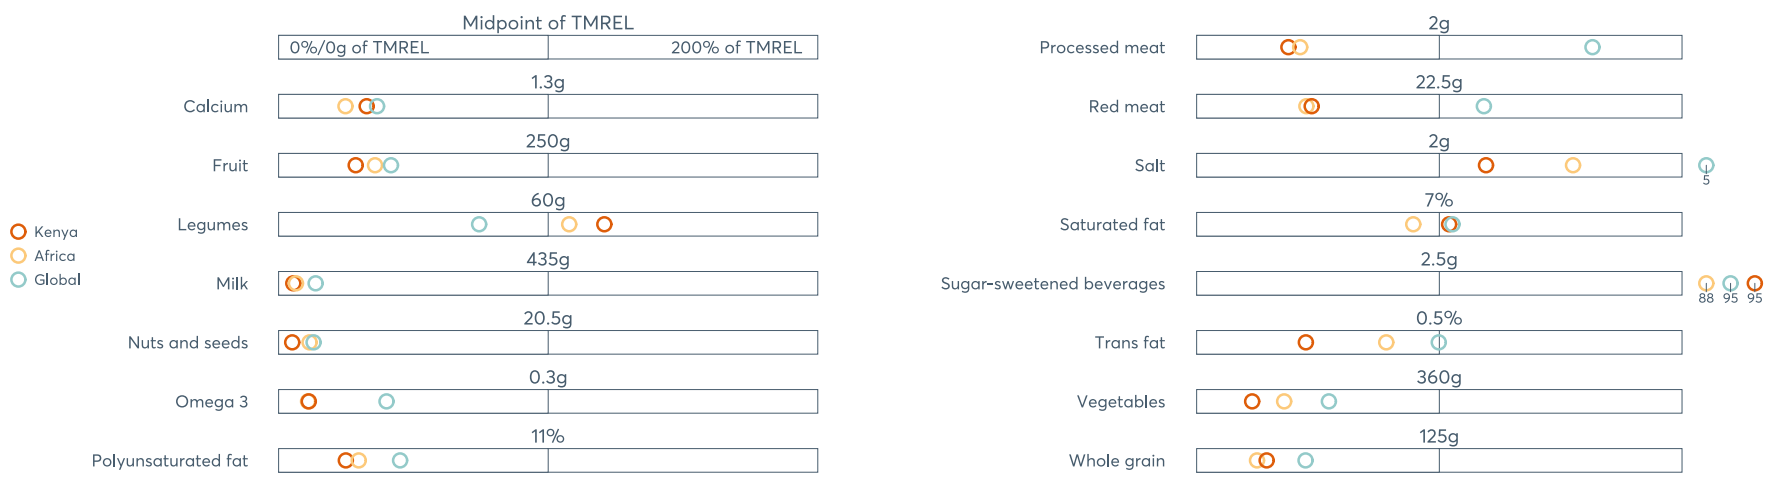 Midpoint of TMREL
0%/0g of TMREL 200% of TMREL
1.3g
Calcium
250g
Fruit
60g
Legumes
435g
Milk
20.5g
Nuts and seeds
0.3g
Omega 3
11%
Polyunsaturated fat
Kenya
Africa
Global
2g
Processed meat
22.5g
Red meat
2g
Salt
5
7%
Saturated fat
2.5g
Sugar-sweetened beverages
88 95 95
0.5%
Trans fat
360g
Vegetables
125g
Whole grain